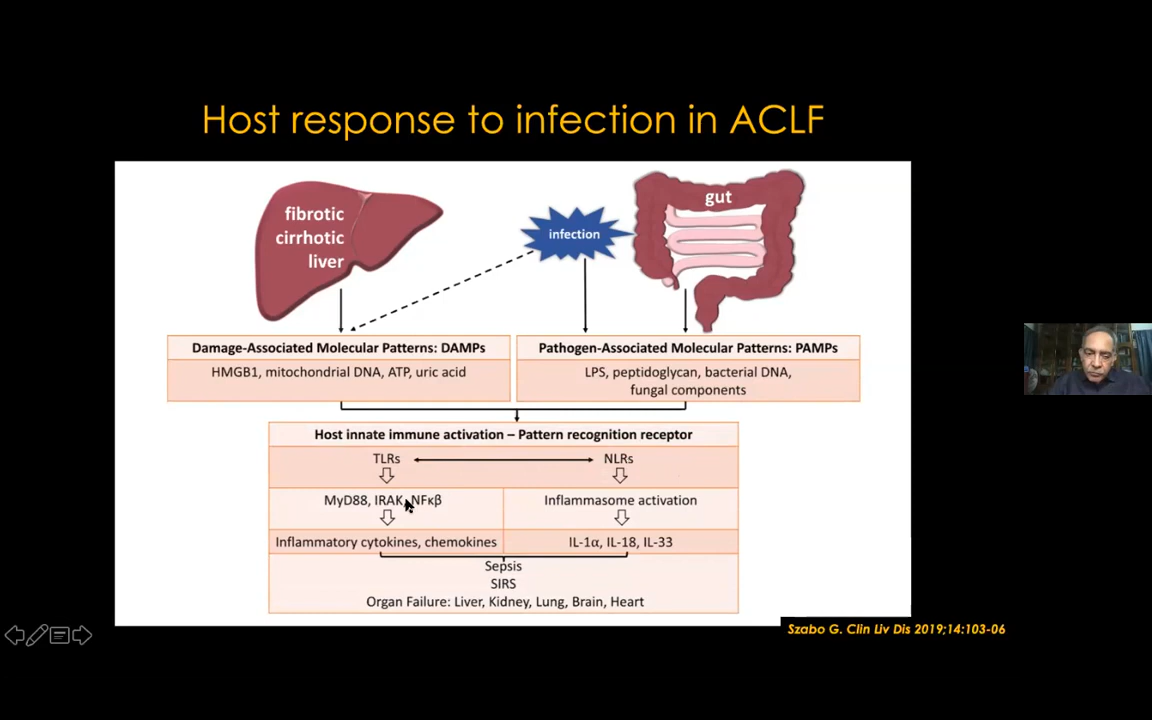 Host response to infection in ACLF
fibrotic
cirrhotic
liver
infection
gut
Damage-Associated Molecular Patterns: DAMPs
HMGB1, mitochondrial DNA, ATP, uric acid
Pathogen-Associated Molecular Patterns: PAMPs
LPS, peptidoglycan, bacterial DNA,
fungal components
Host innate immune activation – Pattern recognition receptor
TLRs
NLRs
MyD88, IRAK, NFκβ
Inflammasome activation
Inflammatory cytokines, chemokines
IL-1α, IL-18, IL-33
Sepsis
SIRS
Organ Failure: Liver, Kidney, Lung, Brain, Heart
Szabo G. Clin Liv Dis 2019;14:103-06